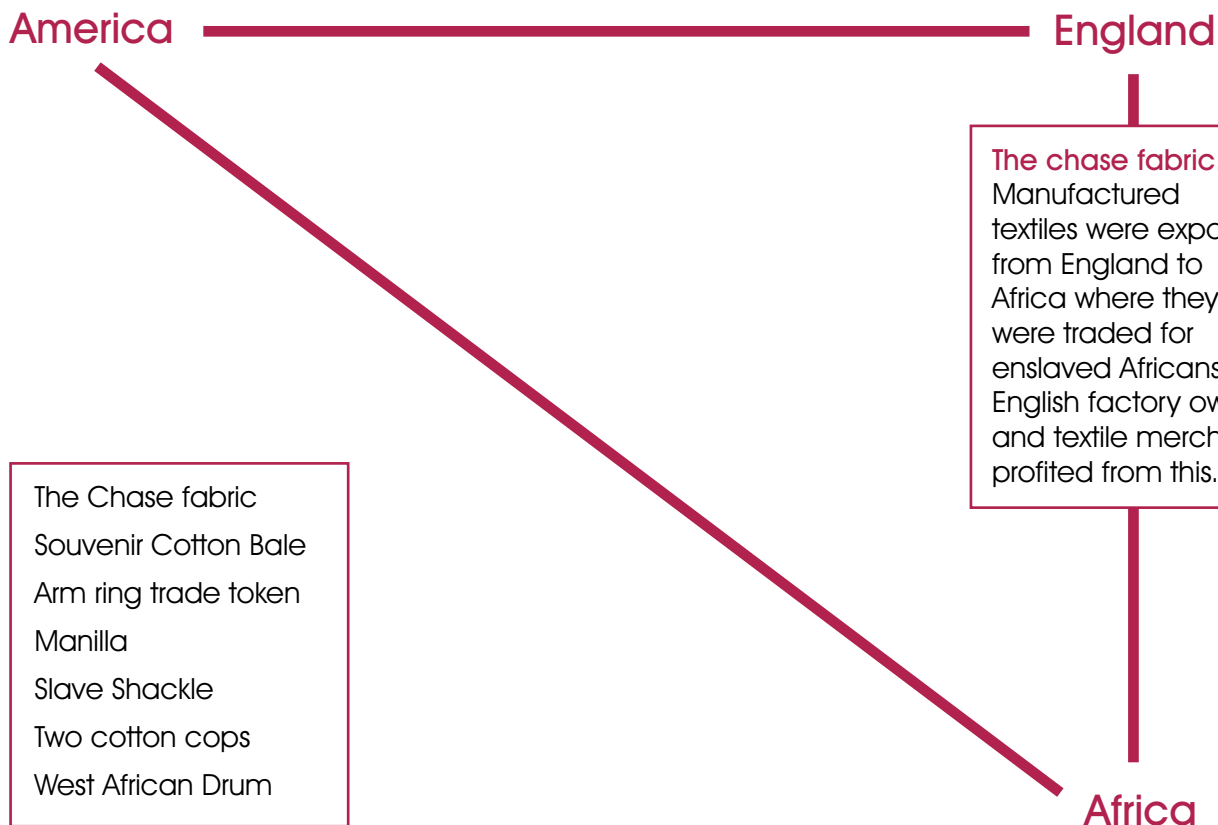 America
England
The chase fabric
Manufactured
textiles were
from England to
Africa where they
were traded for
enslaved Africans
English factory
and textile
profited from this.
The Chase fabric
Souvenir Cotton Bale
Arm ring trade token
Manilla
Slave Shackle
Two cotton cops
West African Drum
Africa